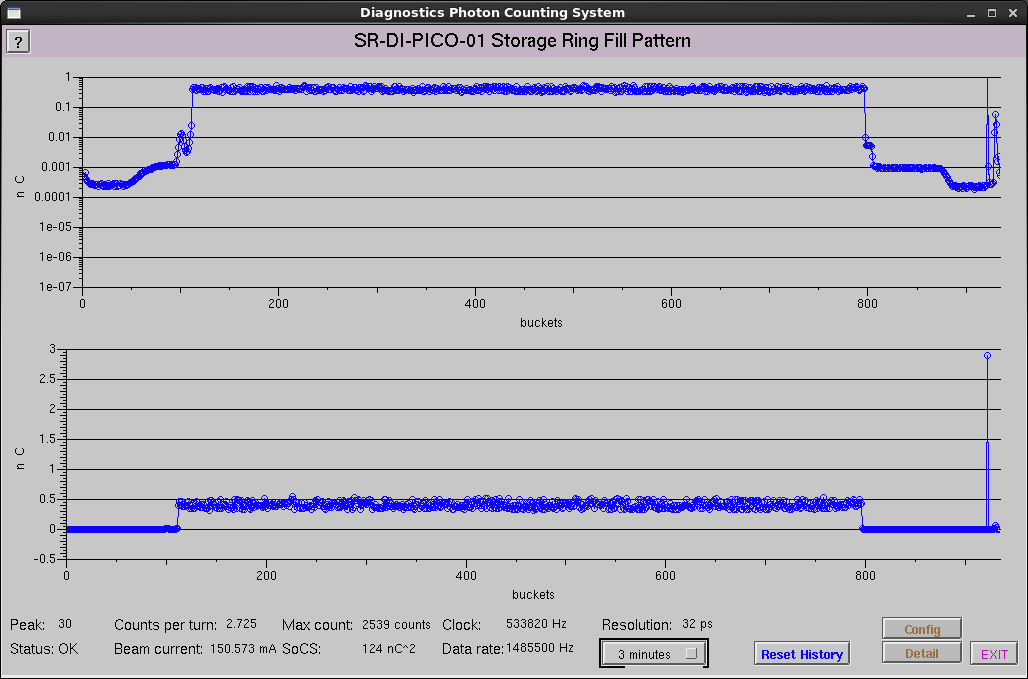 Diagnostics Photon Counting System
? SR-DI-PICO-01 Storage Ring Fill Pattern
1
0.1
0.01
0.001
0.0001
1e-05
1e-06
1e-07
n C
0 200 400 600 800
buckets
3
2.5
2
1.5
1
0.5
0
-0.5
n C
0 200 400 600 800
buckets
Peak: 30 Counts per turn: 2.725 Max count: 2539 counts Clock: 533820 Hz Resolution: 32 ps
Status: OK Beam current: 150.573 mA SoCS: 124 nC^2 Data rate: 1485500 Hz
3 minutes
Reset History
Config
Detail
EXIT